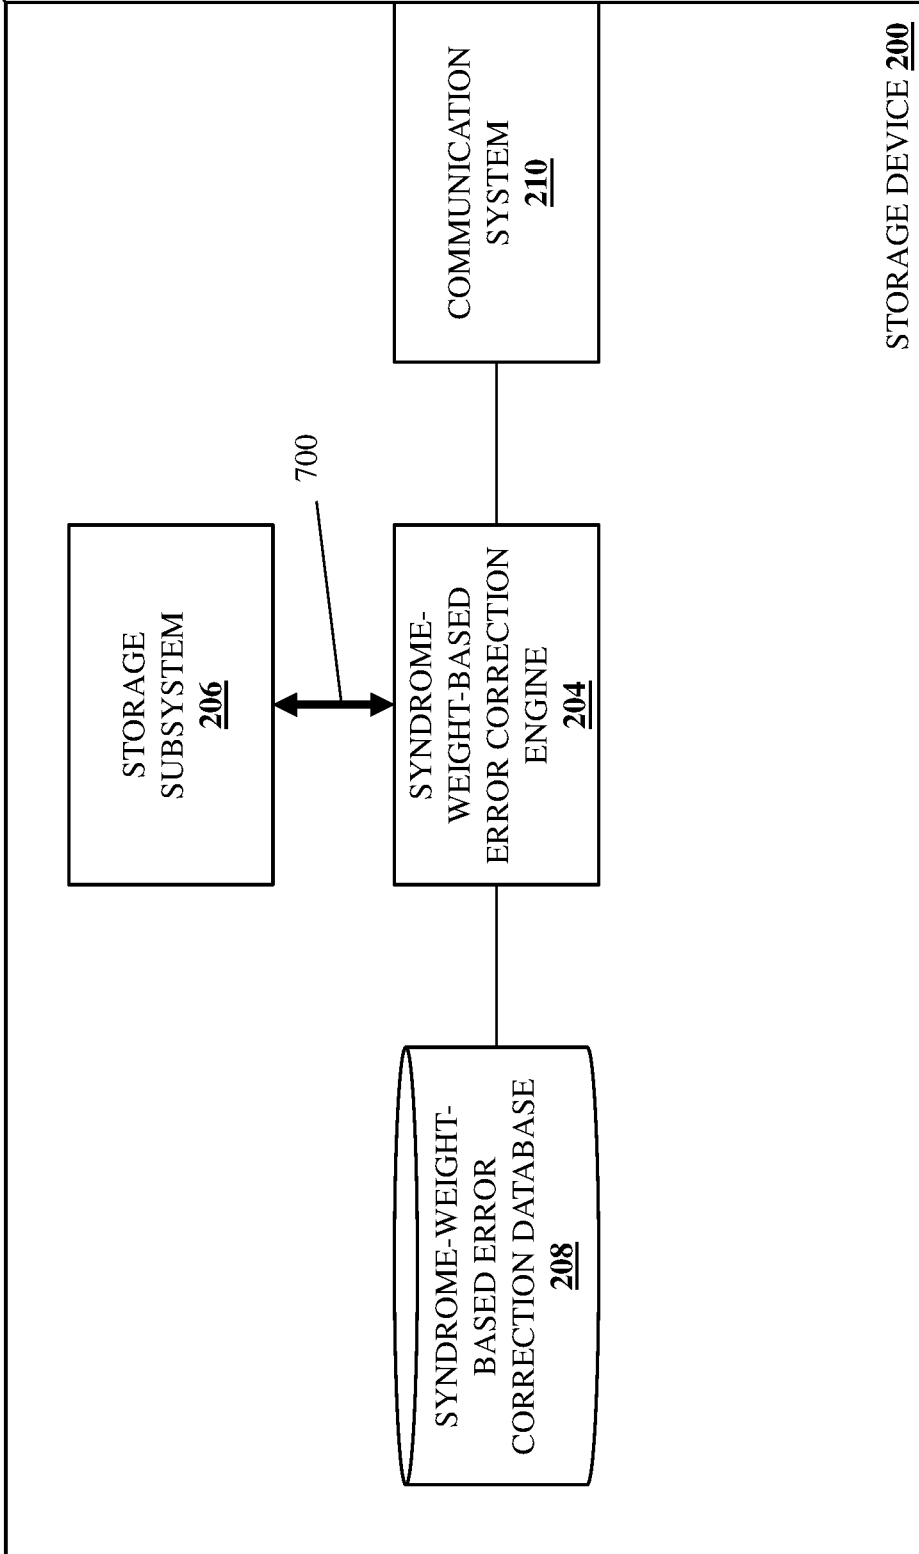 STORAGE
SUBSYSTEM
206
700
SYNDROME-WEIGHT-
BASED ERROR
CORRECTION DATABASE
208
SYNDROME-
WEIGHT-BASED
ERROR CORRECTION
ENGINE
204
COMMUNICATION
SYSTEM
210
STORAGE DEVICE 200